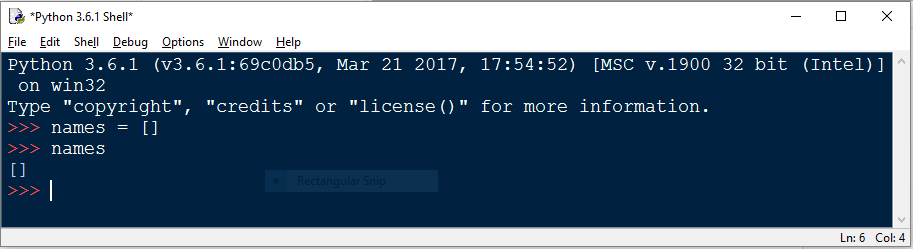 *Python 3.6.1 Shell*
File Edit Shell Debug Options Window Help
Python 3.6.1 (v3.6.1:69c0db5, Mar 21 2017, 17:54:52) [MSC v.1900 32 bit (Intel)]
on win32
Type "copyright", "credits" or "license()" for more information.
>>> names = []
>>> names
[]
Rectangular Snip
>>>
Ln: 6 Col: 4